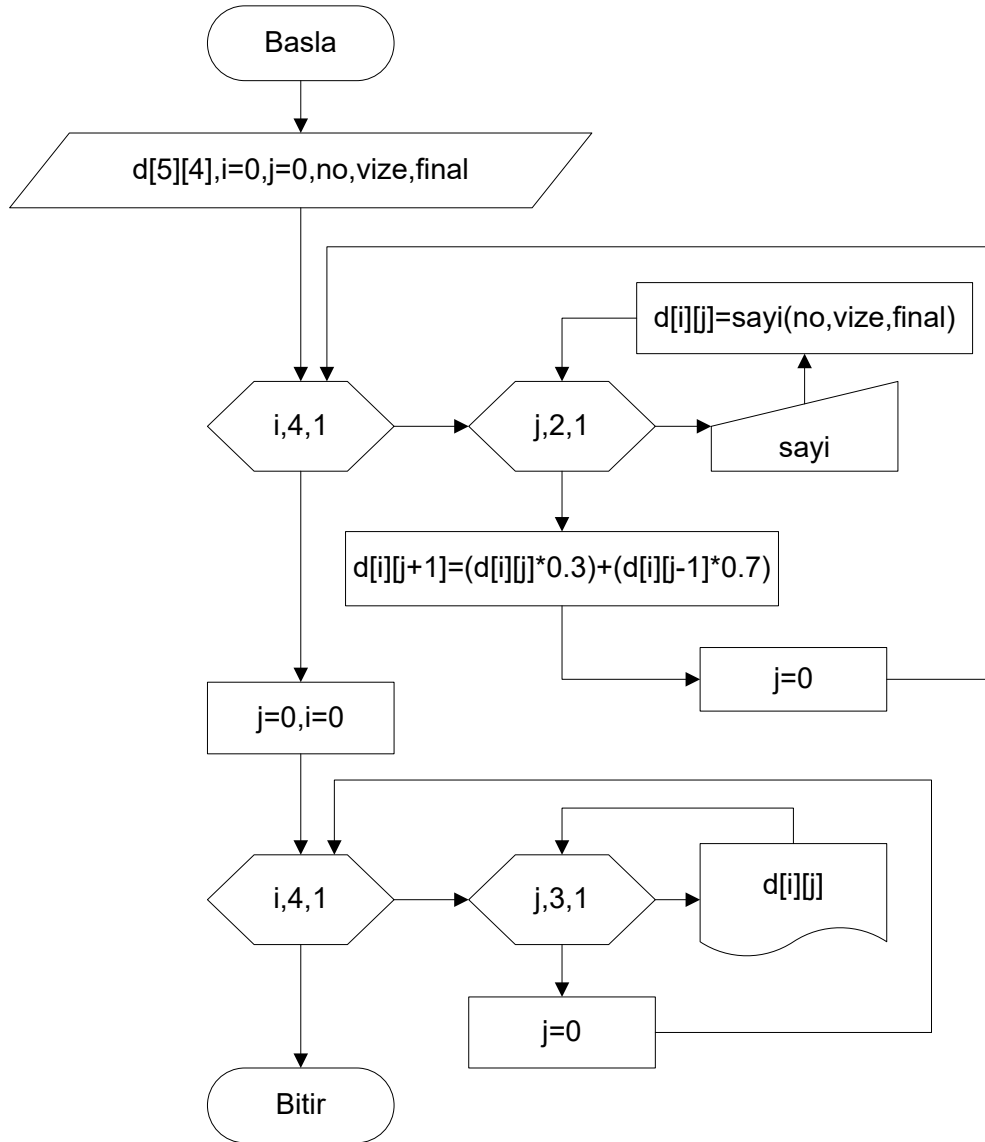 Basla
d[5][4],i=0,j=0,no,vize,final
d[i][j]=sayi(no,vize,final)
i,4,1
j,2,1
sayi
d[i][j+1]=(d[i][j]*0.3)+(d[i][j-1]*0.7)
j=0
j=0,i=0
i,4,1
j,3,1
d[i][j]
j=0
Bitir